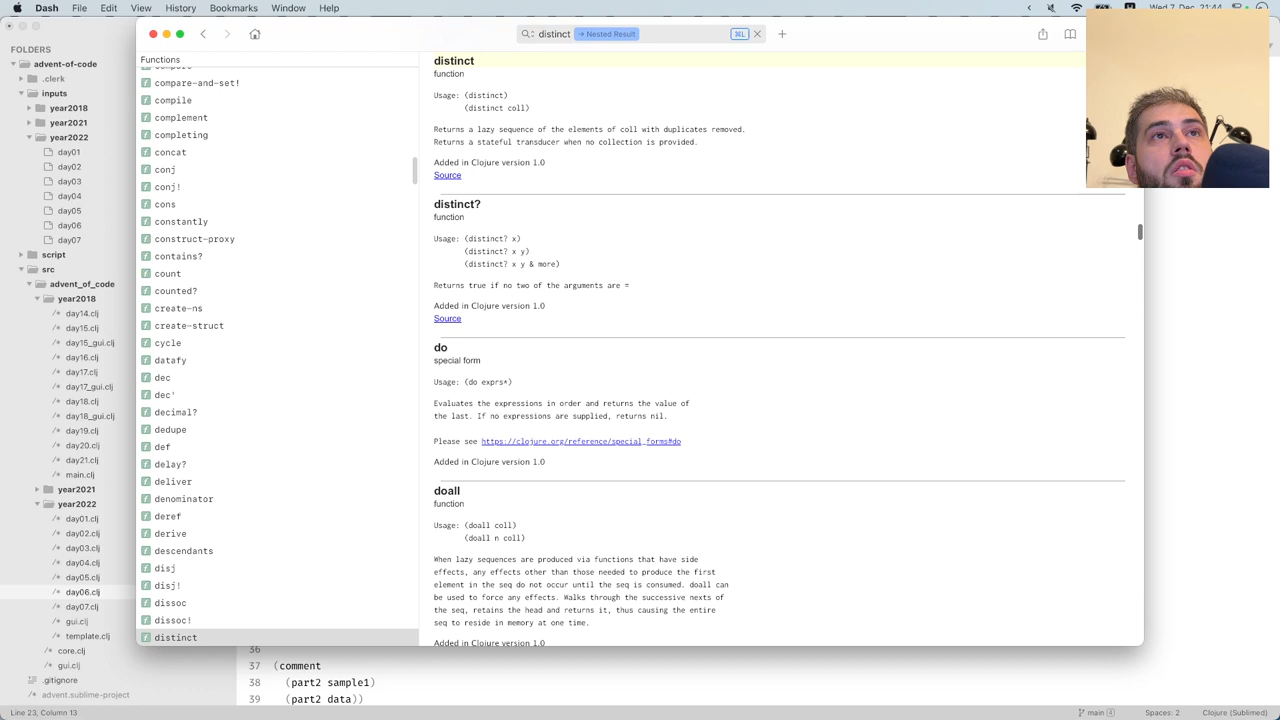 Dash File Edit View History Bookmarks Window Help
FOLDERS
advent-of-code
.clerk
inputs
year2018
year2021
year2022
day01
day02
day03
day04
day05
day06
day07
script
src
advent_of_code
year2018
day14.clj
day15.clj
day15_gui.clj
day16.clj
day17.clj
day17_gui.clj
day18.clj
day18_gui.clj
day19.clj
day20.clj
day21.clj
main.clj
year2021
year2022
day01.clj
day02.clj
day03.clj
day04.clj
day05.clj
day06.clj
day07.clj
gui.clj
template.clj
core.clj
gui.clj
.gitignore
advent.sublime-project
distinct → Nested Result ⌘L
Functions
compare-and-set!
compile
complement
completing
concat
conj
conj!
cons
constantly
construct-proxy
contains?
count
counted?
create-ns
create-struct
cycle
datafy
dec
dec'
decimal?
dedupe
def
delay?
deliver
denominator
deref
derive
descendants
disj
disj!
dissoc
dissoc!
distinct
distinct
function
Usage: (distinct)
(distinct coll)
Returns a lazy sequence of the elements of coll with duplicates removed.
Returns a stateful transducer when no collection is provided.
Added in Clojure version 1.0
Source
distinct?
function
Usage: (distinct? x)
(distinct? x y)
(distinct? x y & more)
Returns true if no two of the arguments are =
Added in Clojure version 1.0
Source
do
special form
Usage: (do exprs*)
Evaluates the expressions in order and returns the value of
the last. If no expressions are supplied, returns nil.
Please see https://clojure.org/reference/special_forms#do
Added in Clojure version 1.0
doall
function
Usage: (doall coll)
(doall n coll)
When lazy sequences are produced via functions that have side
effects, any effects other than those needed to produce the first
element in the seq do not occur until the seq is consumed. doall can
be used to force any effects. Walks through the successive nexts of
the seq, retains the head and returns it, thus causing the entire
seq to reside in memory at one time.
Added in Clojure version 1.0
36
37 (comment
38 (part2 sample1)
39 (part2 data))
Line 23, Column 13
main 4
Spaces: 2
Clojure (Sublimed)